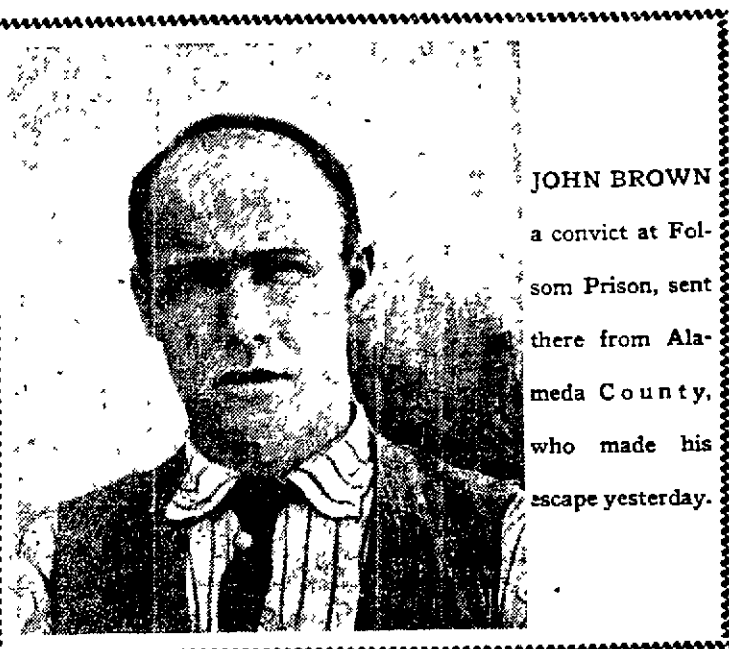 JOHN BROWN
a convict at Fol-
som Prison, sent
there from Ala-
meda County,
who made his
escape yesterday.